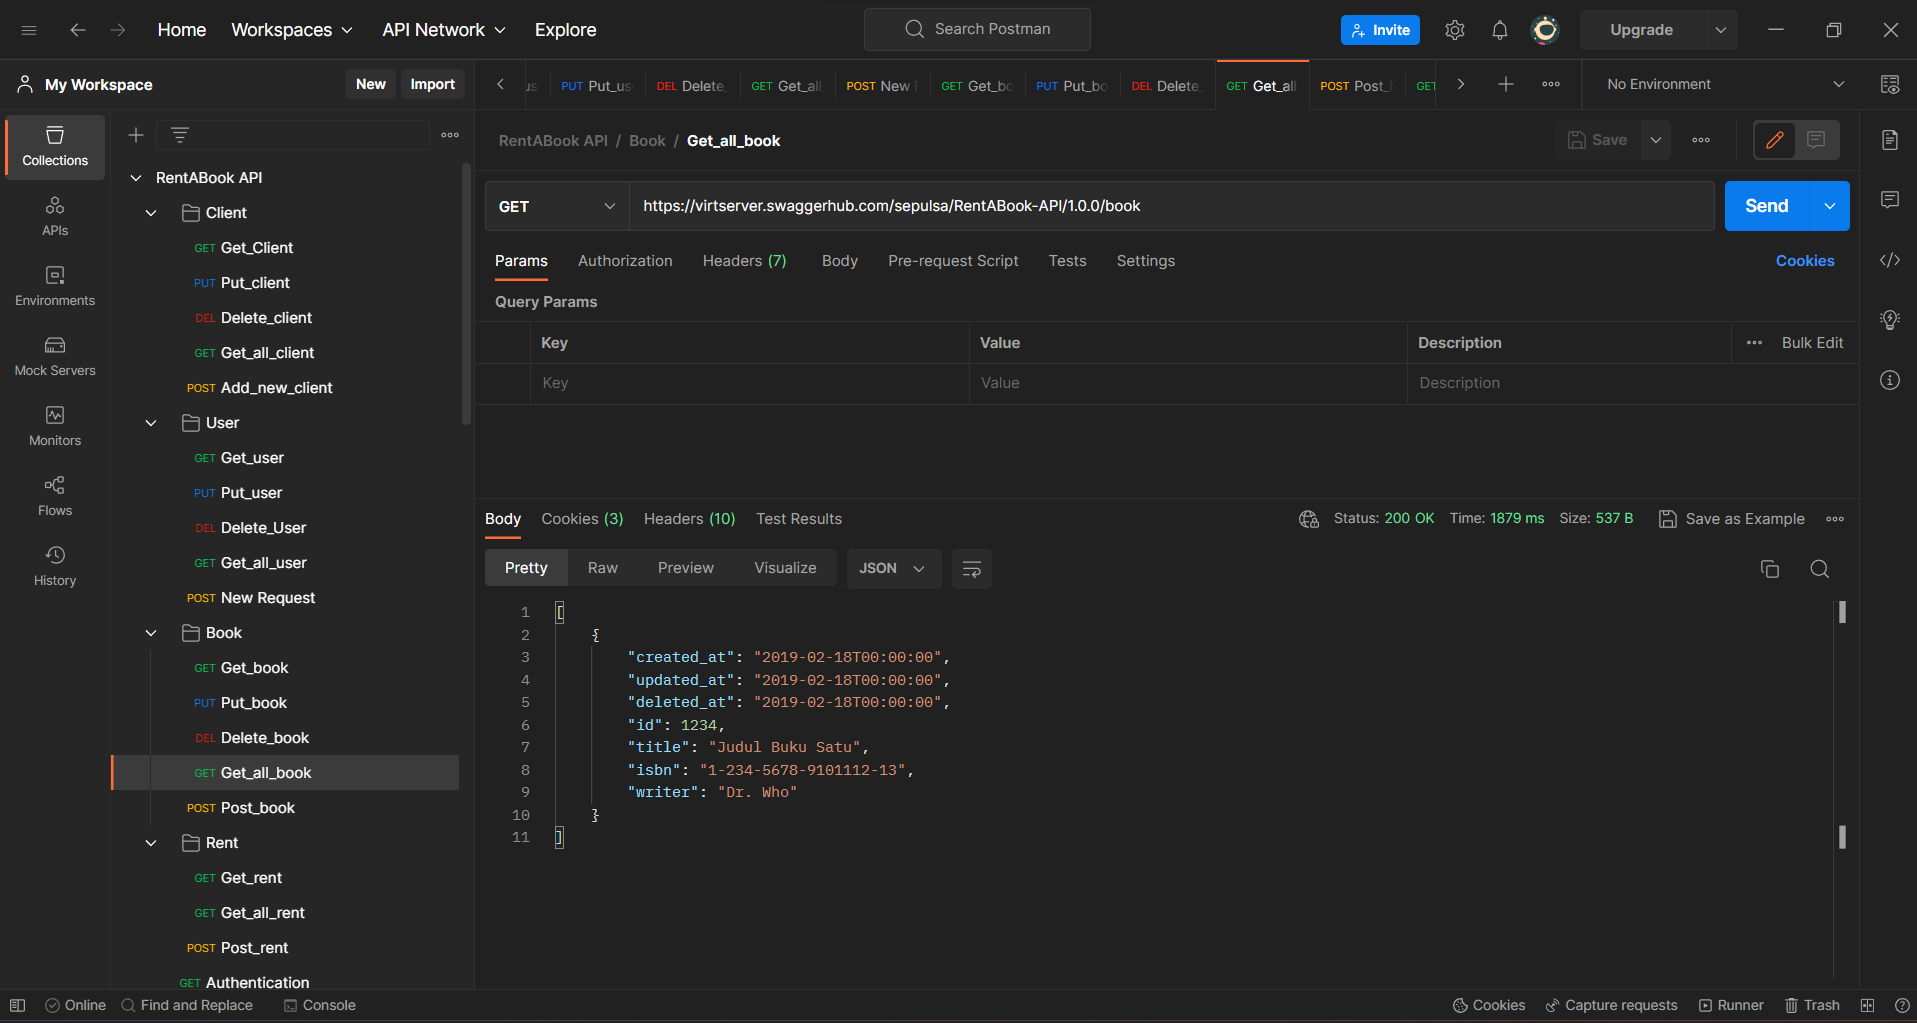 Home Workspaces API Network Explore Search Postman Invite Upgrade
My Workspace New Import
PUT Put_us DEL Delete_ GET Get_all POST New GET Get_bo PUT Put_bo DEL Delete_ GET Get_all POST Post_ GET No Environment
Collections
APIs
Environments
Mock Servers
Monitors
Flows
History
RentABook API
Client
GET Get_Client
PUT Put_client
DEL Delete_client
GET Get_all_client
POST Add_new_client
User
GET Get_user
PUT Put_user
DEL Delete_User
GET Get_all_user
POST New Request
Book
GET Get_book
PUT Put_book
DEL Delete_book
GET Get_all_book
POST Post_book
Rent
GET Get_rent
GET Get_all_rent
POST Post_rent
GET Authentication
RentABook API / Book / Get_all_book Save
GET https://virtserver.swaggerhub.com/sepulsa/RentABook-API/1.0.0/book Send
Params Authorization Headers (7) Body Pre-request Script Tests Settings Cookies
Query Params
Key Value Description Bulk Edit
Key Value Description
Body Cookies (3) Headers (10) Test Results Status: 200 OK Time: 1879 ms Size: 537 B Save as Example
Pretty Raw Preview Visualize JSON
1 [
2 {
3 "created_at": "2019-02-18T00:00:00",
4 "updated_at": "2019-02-18T00:00:00",
5 "deleted_at": "2019-02-18T00:00:00",
6 "id": 1234,
7 "title": "Judul Buku Satu",
8 "isbn": "1-234-5678-9101112-13",
9 "writer": "Dr. Who"
10 }
11 ]
Online Find and Replace Console Cookies Capture requests Runner Trash